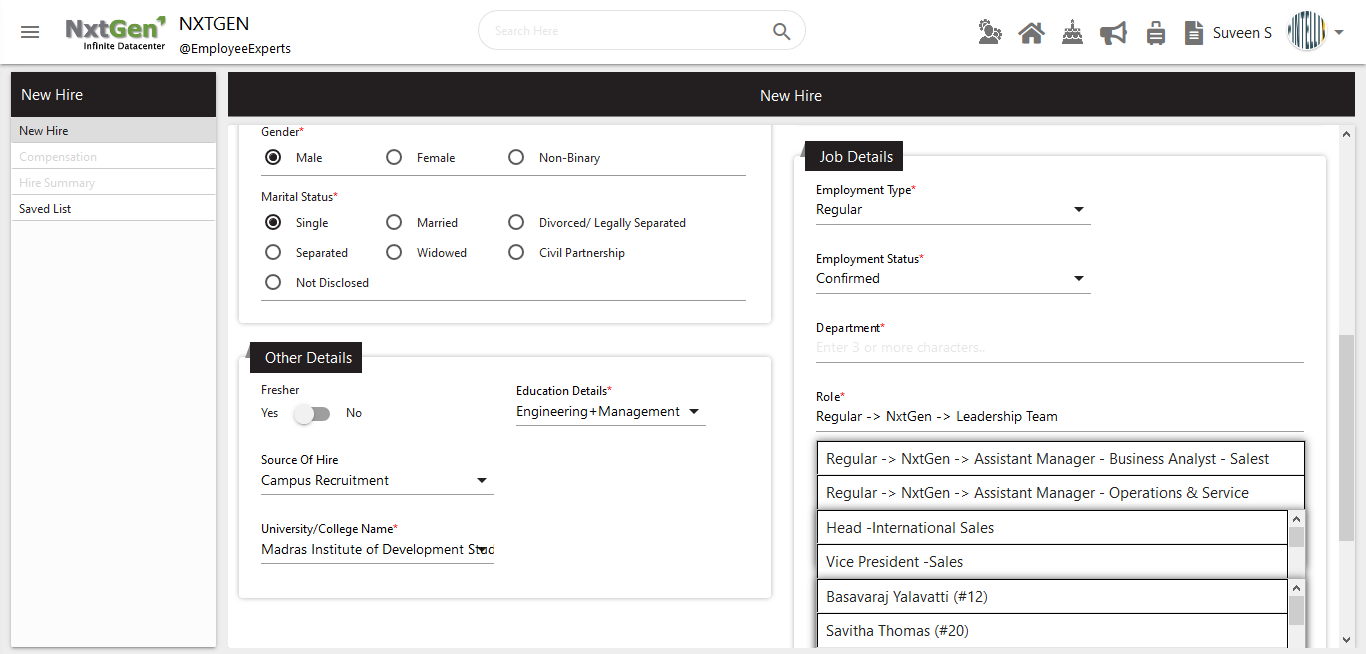 NxtGen
Infinite Datacenter
NXTGEN
@EmployeeExperts
Search Here
Suveen S
INTELLI
New Hire
New Hire
Compensation
Hire Summary
Saved List
New Hire
Gender*
Male
Female
Non-Binary
Marital Status*
Single
Married
Divorced/ Legally Separated
Separated
Widowed
Civil Partnership
Not Disclosed
Other Details
Fresher
Yes
No
Education Details*
Engineering+Management
Source Of Hire
Campus Recruitment
University/College Name*
Madras Institute of Development Stud
Job Details
Employment Type*
Regular
Employment Status*
Confirmed
Department*
Enter 3 or more characters..
Role*
Regular -> NxtGen -> Leadership Team
Regular -> NxtGen -> Assistant Manager - Business Analyst - Salest
Regular -> NxtGen -> Assistant Manager - Operations & Service
Head -International Sales
Vice President -Sales
Basavaraj Yalavatti (#12)
Savitha Thomas (#20)